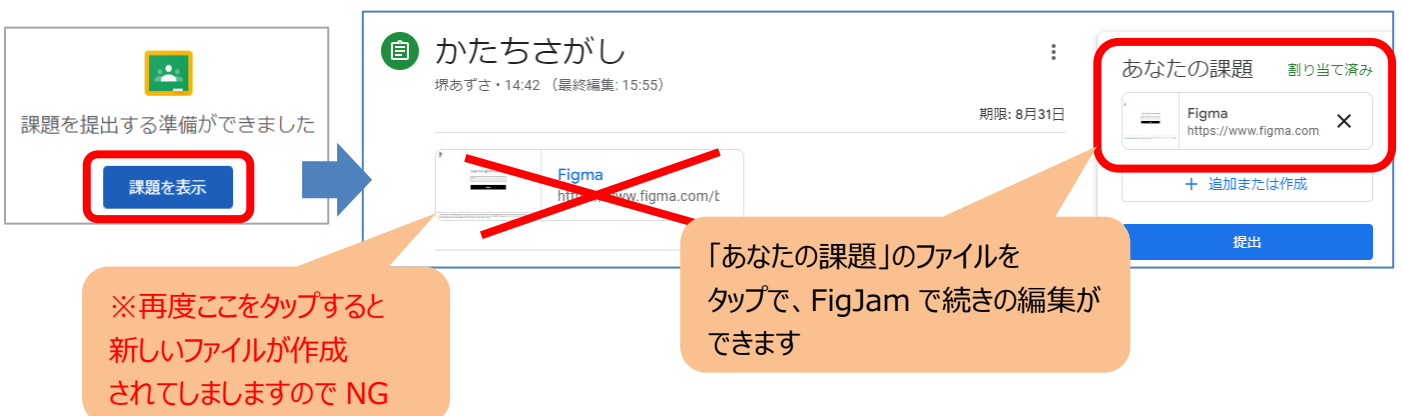 課題を提出する準備ができました
課題を表示
かたちさがし
堺あずさ・14:42 （最終編集: 15:55）
期限: 8月31日
Figma
www.figma.com/b
あなたの課題
割り当て済み
Figma
https://www.figma.com
+ 追加または作成
提出
※再度ここをタップすると
新しいファイルが作成
されてしましますので NG
「あなたの課題」のファイルを
タップで、FigJam で続きの編集が
できます